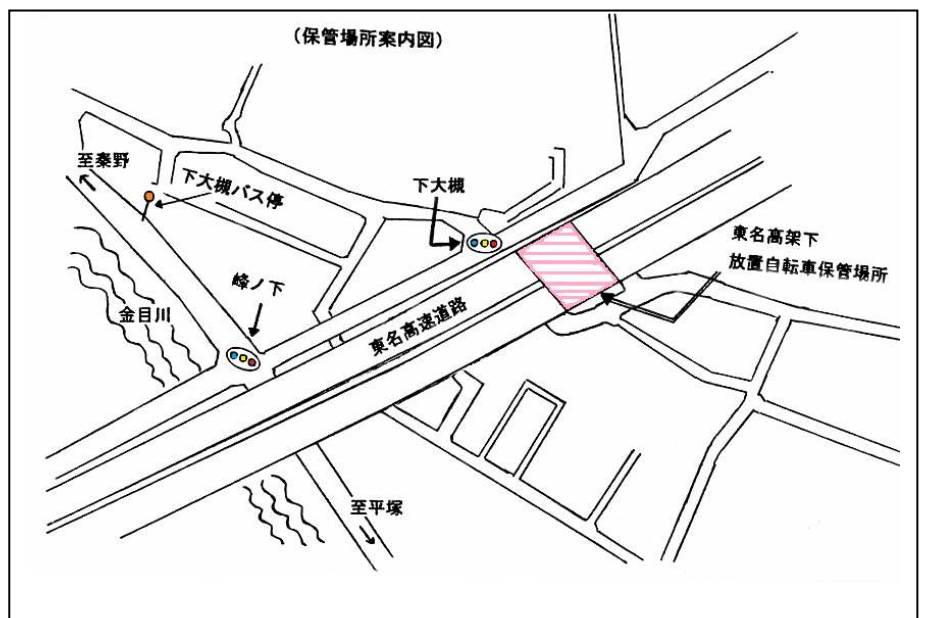 （保管場所案内図）
至秦野
下大槻バス停
下大槻
東名高架下
放置自転車保管場所
峰ノ下
金目川
東名高速道路
至平塚